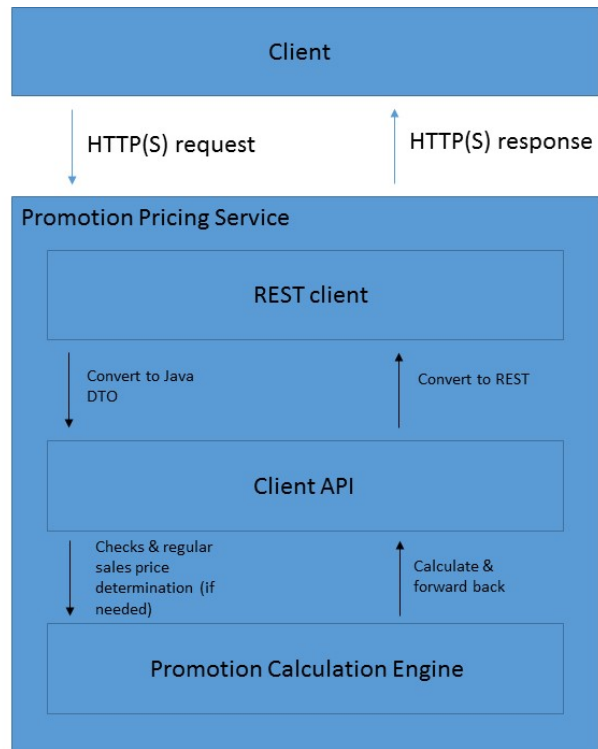 Client
HTTP(S) request
HTTP(S) response
Promotion Pricing Service
REST client
Convert to Java
DTO
Convert to REST
Client API
Checks & regular
sales price
determination (if
needed)
Calculate &
forward back
Promotion Calculation Engine